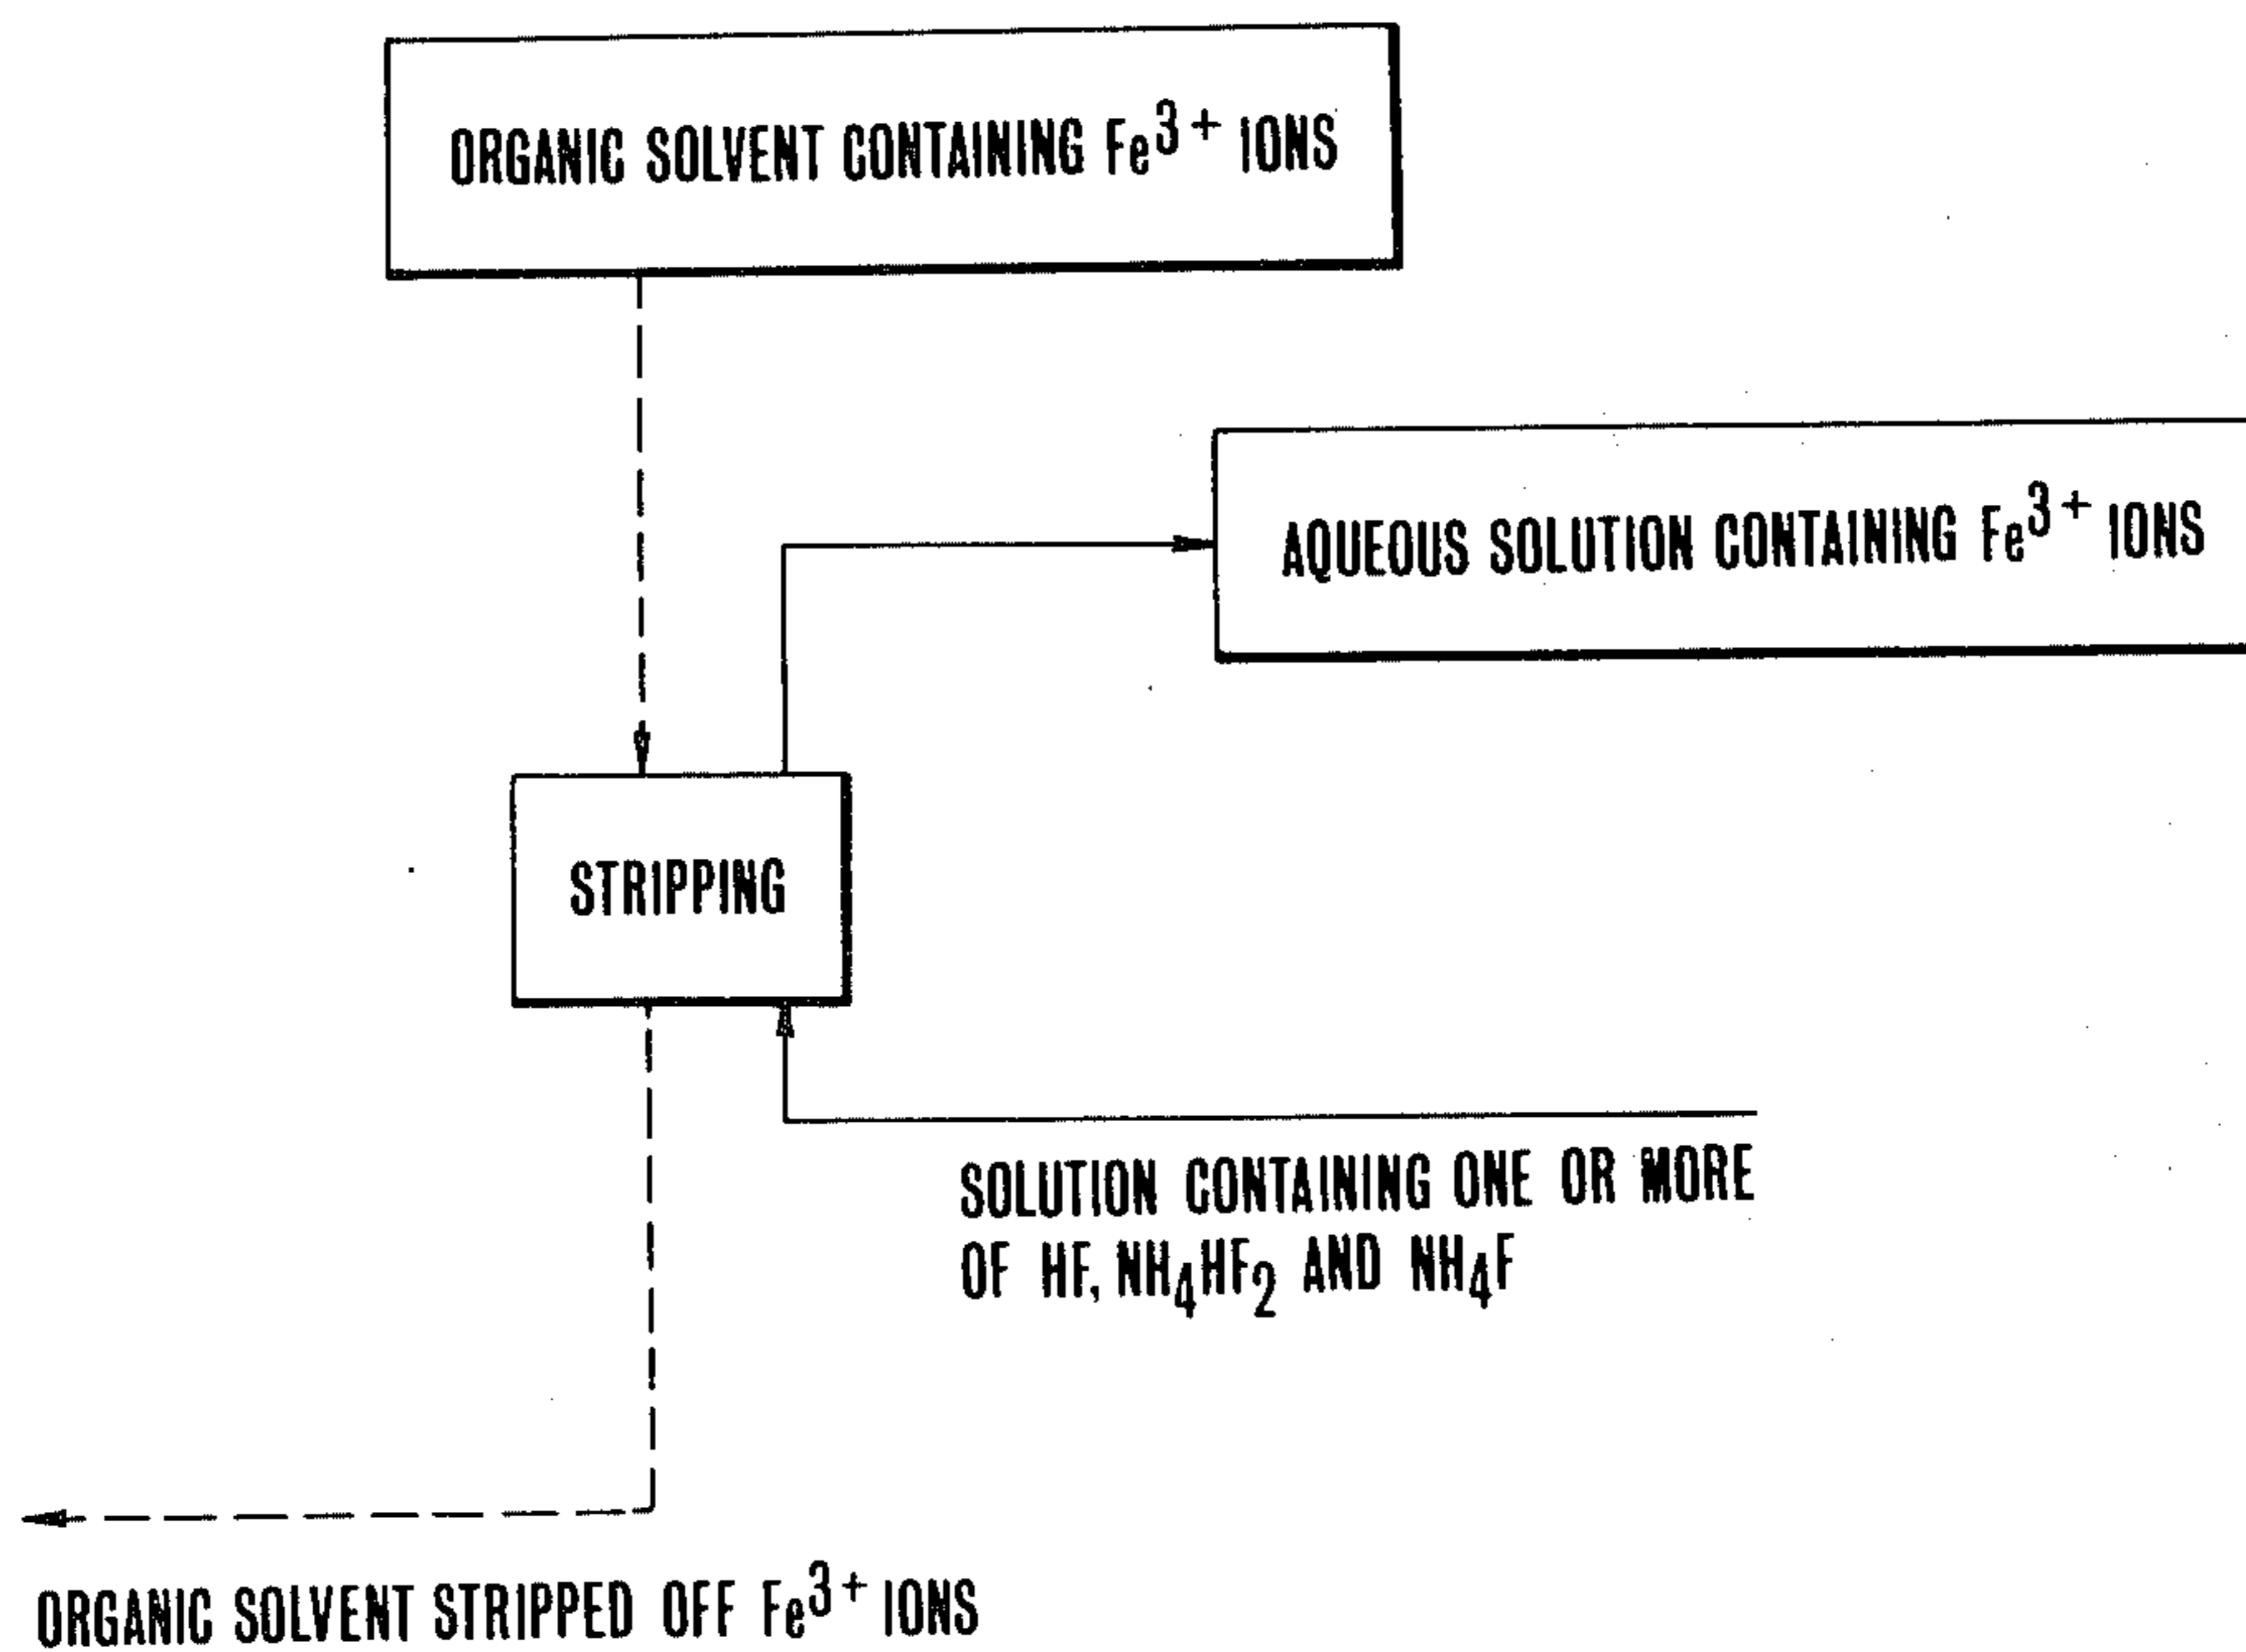 ORGANIC SOLVENT CONTAINING Fe³⁺ IONS
AQUEOUS SOLUTION CONTAINING Fe³⁺ IONS
STRIPPING
SOLUTION CONTAINING ONE OR MORE
OF HF, NH₄HF₂ AND NH₄F
ORGANIC SOLVENT STRIPPED OFF Fe³⁺ IONS